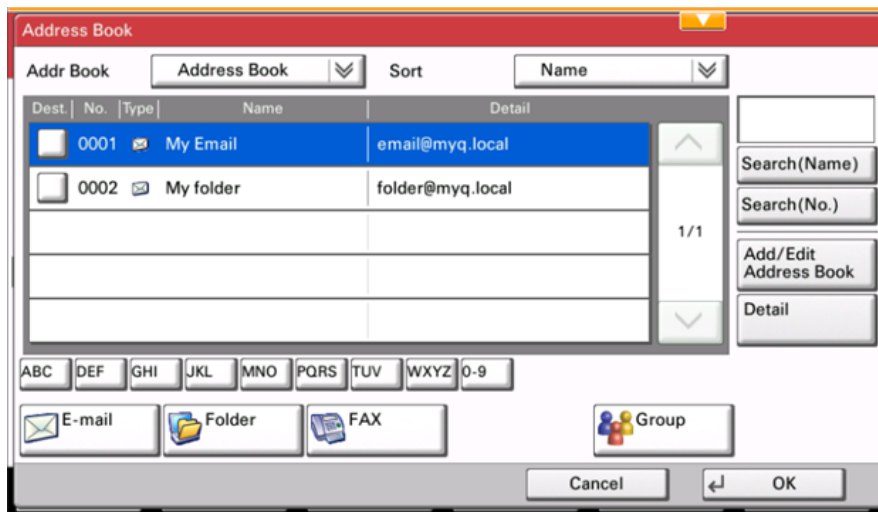 Address Book
Addr Book Address Book Sort Name
Dest. No. Type Name Detail
0001 My Email email@myq.local
0002 My folder folder@myq.local
1/1
Search(Name)
Search(No.)
Add/Edit
Address Book
Detail
ABC DEF GHI JKL MNO PQRS TUV WXYZ 0-9
E-mail Folder FAX Group
Cancel OK